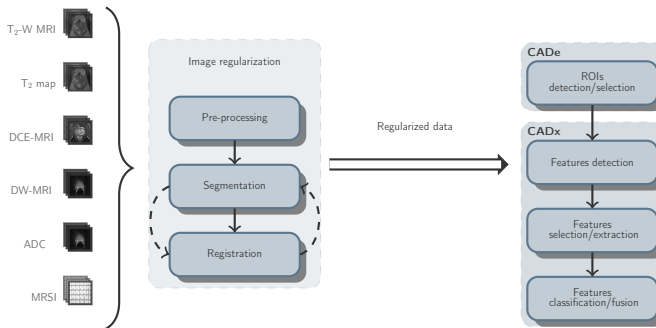 T₂-W MRI
T₂ map
DCE-MRI
DW-MRI
ADC
MRSI
Image regularization
Pre-processing
Segmentation
Registration
Regularized data
CADe
ROIs
detection/selection
CADx
Features detection
Features
selection/extraction
Features
classification/fusion